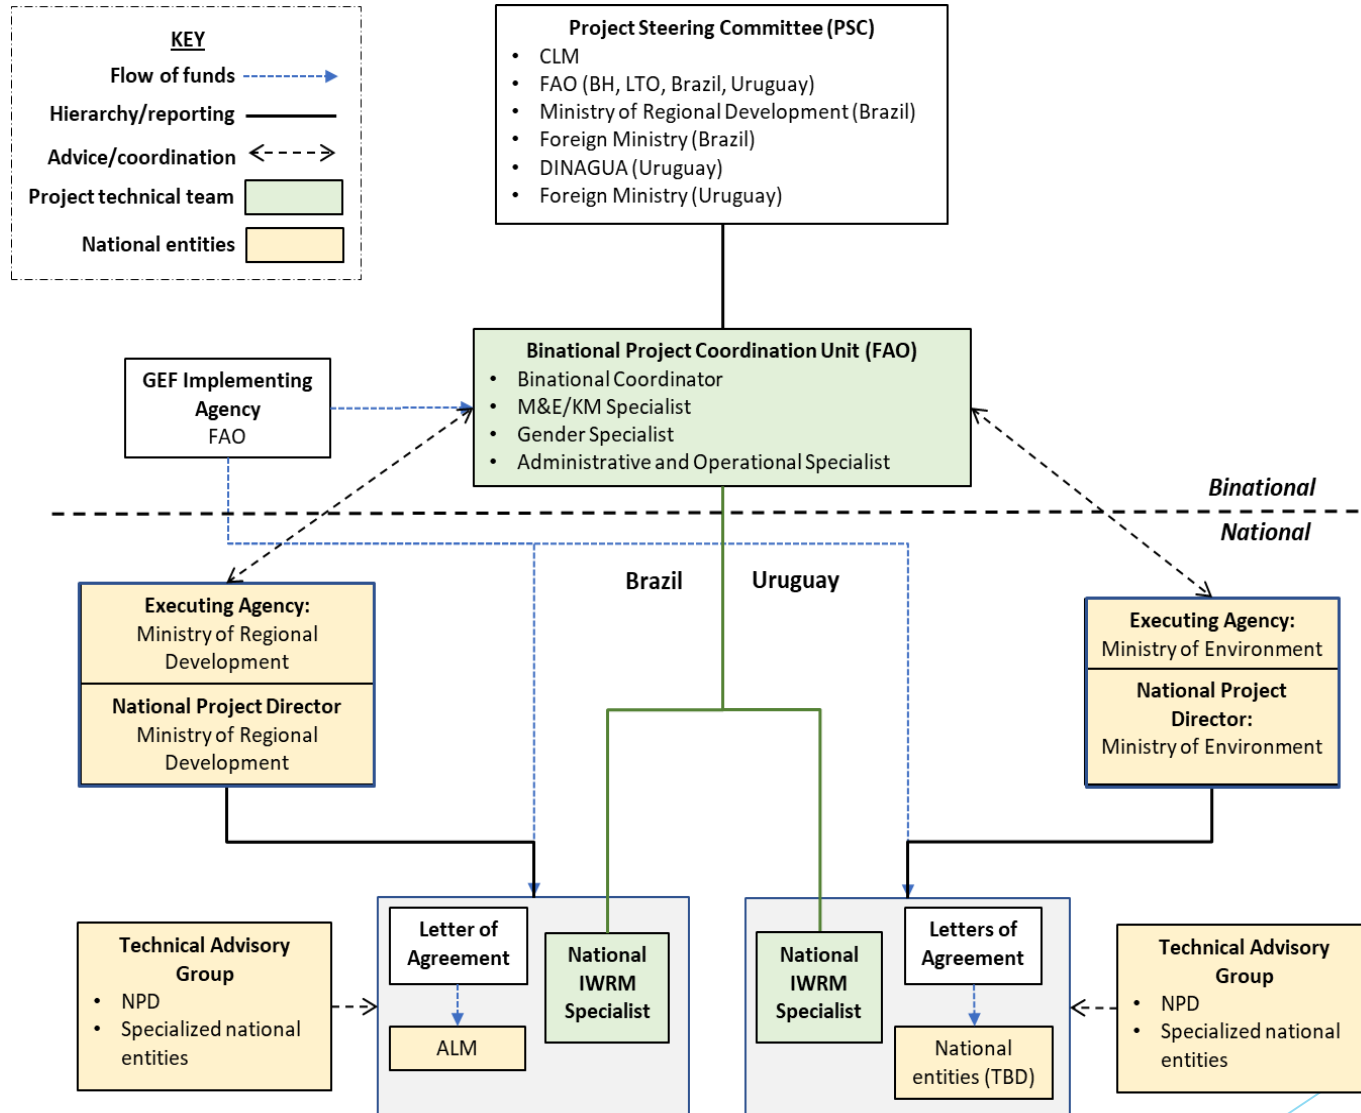 KEY
Flow of funds
Hierarchy/reporting
Advice/coordination
Project technical team
National entities
Project Steering Committee (PSC)
• CLM
• FAO (BH, LTO, Brazil, Uruguay)
• Ministry of Regional Development (Brazil)
• Foreign Ministry (Brazil)
• DINAGUA (Uruguay)
• Foreign Ministry (Uruguay)
GEF Implementing
Agency
FAO
Binational Project Coordination Unit (FAO)
• Binational Coordinator
• M&E/KM Specialist
• Gender Specialist
• Administrative and Operational Specialist
Binational
National
Brazil
Uruguay
Executing Agency:
Ministry of Regional
Development
National Project Director
Ministry of Regional
Development
Executing Agency:
Ministry of Environment
National Project
Director:
Ministry of Environment
Technical Advisory
Group
• NPD
• Specialized national
entities
Letter of
Agreement
ALM
National
IWRM
Specialist
National
IWRM
Specialist
Letters of
Agreement
National
entities (TBD)
Technical Advisory
Group
• NPD
• Specialized national
entities